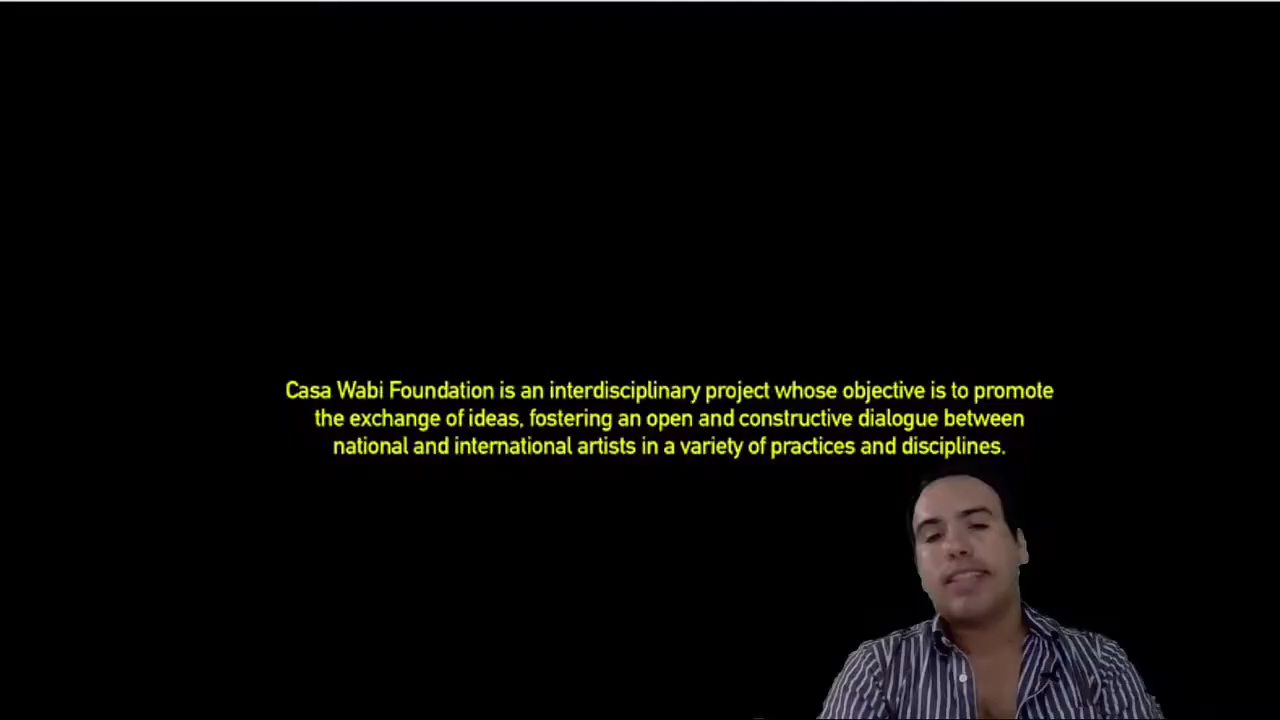 Casa Wabi Foundation is an interdisciplinary project whose objective is to promote
the exchange of ideas, fostering an open and constructive dialogue between
national and international artists in a variety of practices and disciplines.